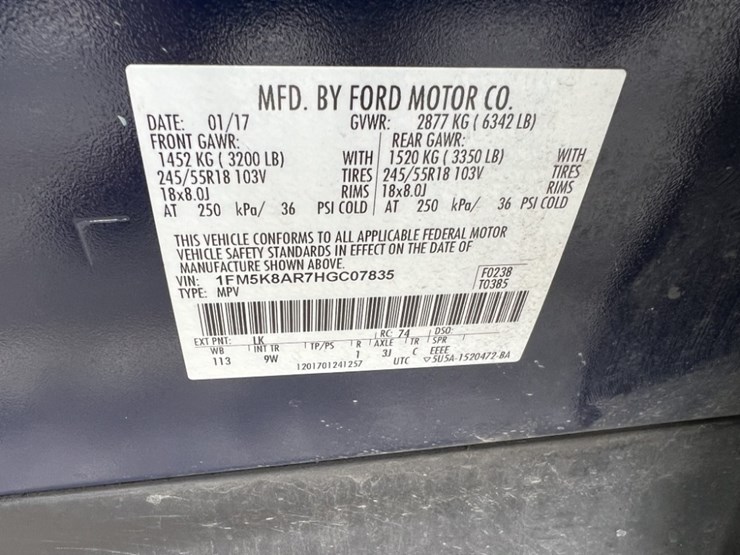 MFD. BY FORD MOTOR CO.
DATE: 01/17 GVWR: 2877 KG ( 6342 LB)
FRONT GAWR: REAR GAWR:
1452 KG ( 3200 LB) WITH 1520 KG ( 3350 LB) WITH
245/55R18 103V TIRES 245/55R18 103V TIRES
18x8.0J RIMS 18x8.0J RIMS
AT 250 kPa/ 36 PSI COLD AT 250 kPa/ 36 PSI COLD
THIS VEHICLE CONFORMS TO ALL APPLICABLE FEDERAL MOTOR
VEHICLE SAFETY STANDARDS IN EFFECT ON THE DATE OF
MANUFACTURE SHOWN ABOVE.
VIN: 1FM5K8AR7HGC07835 F0238
TYPE: MPV T0385
EXT PNT: LK RC: 74 DSO:
WB INT TR TP/PS R AXLE TR SPR
113 9W 1 3J C EEEE
1201701241257 UTC ▽5U5A-1520472-BA